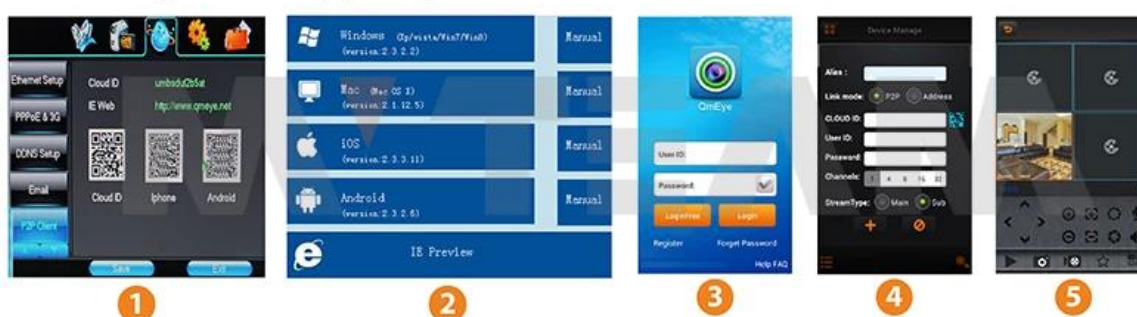 Ethernet Setup
PPPoE & 3G
DDNS Setup
Email
P2P Client
Cloud ID umbsdut2b5at
IE Web http://www.qmeye.net
Cloud ID Iphone Android
Save Exit
1
Windows (Xp/vista/Win7/Win8)
(version:2.3.2.2)
Manual
Mac (Mac OS X)
(version:2.1.12.5)
Manual
iOS
(version:2.3.3.11)
Manual
Android
(version:2.3.2.6)
Manual
IE Preview
2
QmEye
User ID:
Password:
LoginFree Login
Register Forget Password
Help FAQ
3
Device Manage
Alias :
Link mode: P2P Address
CLOUD ID:
User ID:
Password:
Channels: 1 4 8 16 32
StreamType: Main Sub
4
5
MVTEAM